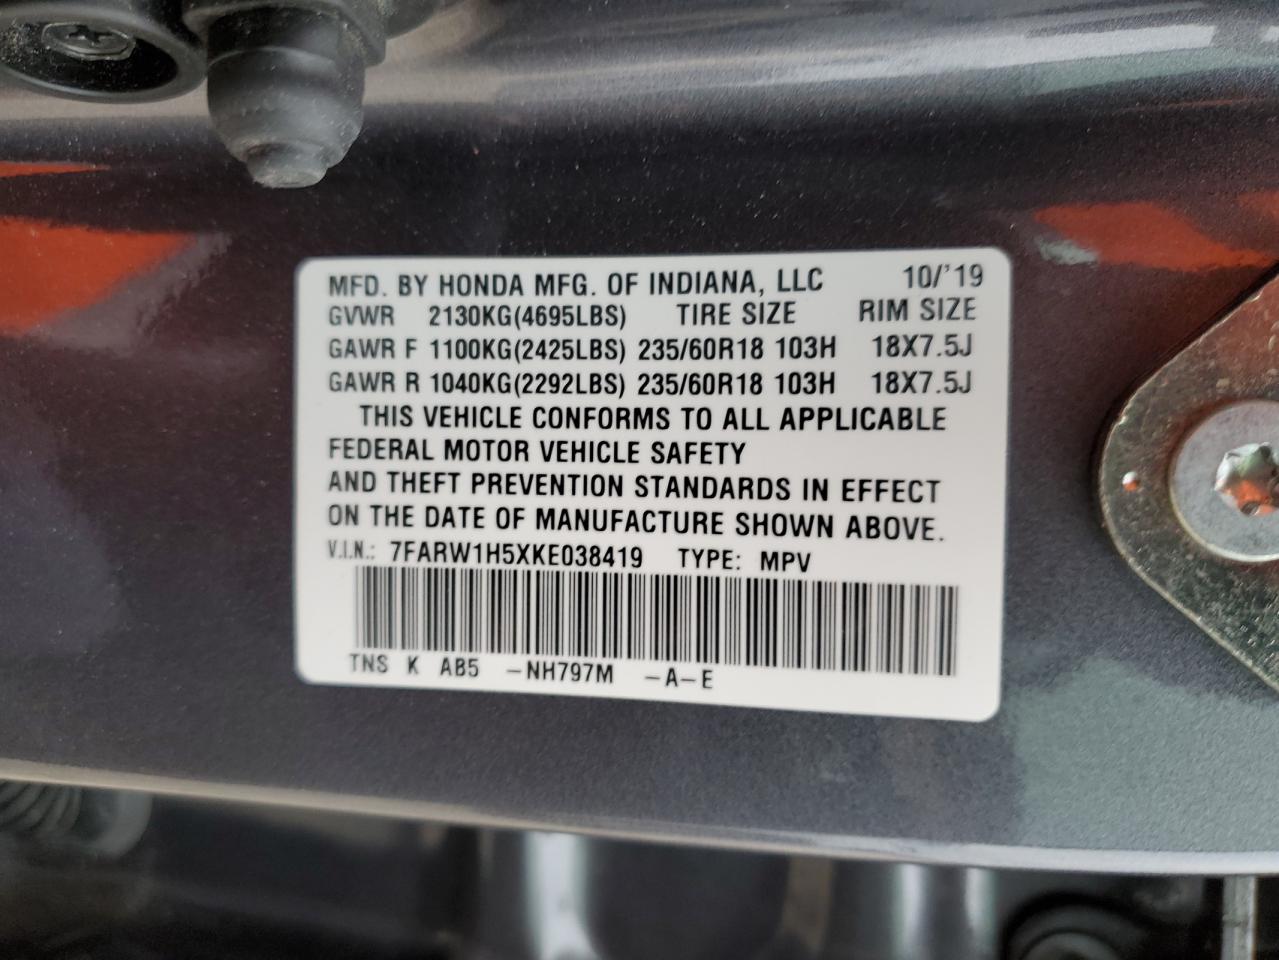 MFD. BY HONDA MFG. OF INDIANA, LLC 10/'19
GVWR 2130KG(4695LBS) TIRE SIZE RIM SIZE
GAWR F 1100KG(2425LBS) 235/60R18 103H 18X7.5J
GAWR R 1040KG(2292LBS) 235/60R18 103H 18X7.5J
THIS VEHICLE CONFORMS TO ALL APPLICABLE
FEDERAL MOTOR VEHICLE SAFETY
AND THEFT PREVENTION STANDARDS IN EFFECT
ON THE DATE OF MANUFACTURE SHOWN ABOVE.
V.I.N.: 7FARW1H5XKE038419 TYPE: MPV
TNS K AB5 -NH797M -A-E